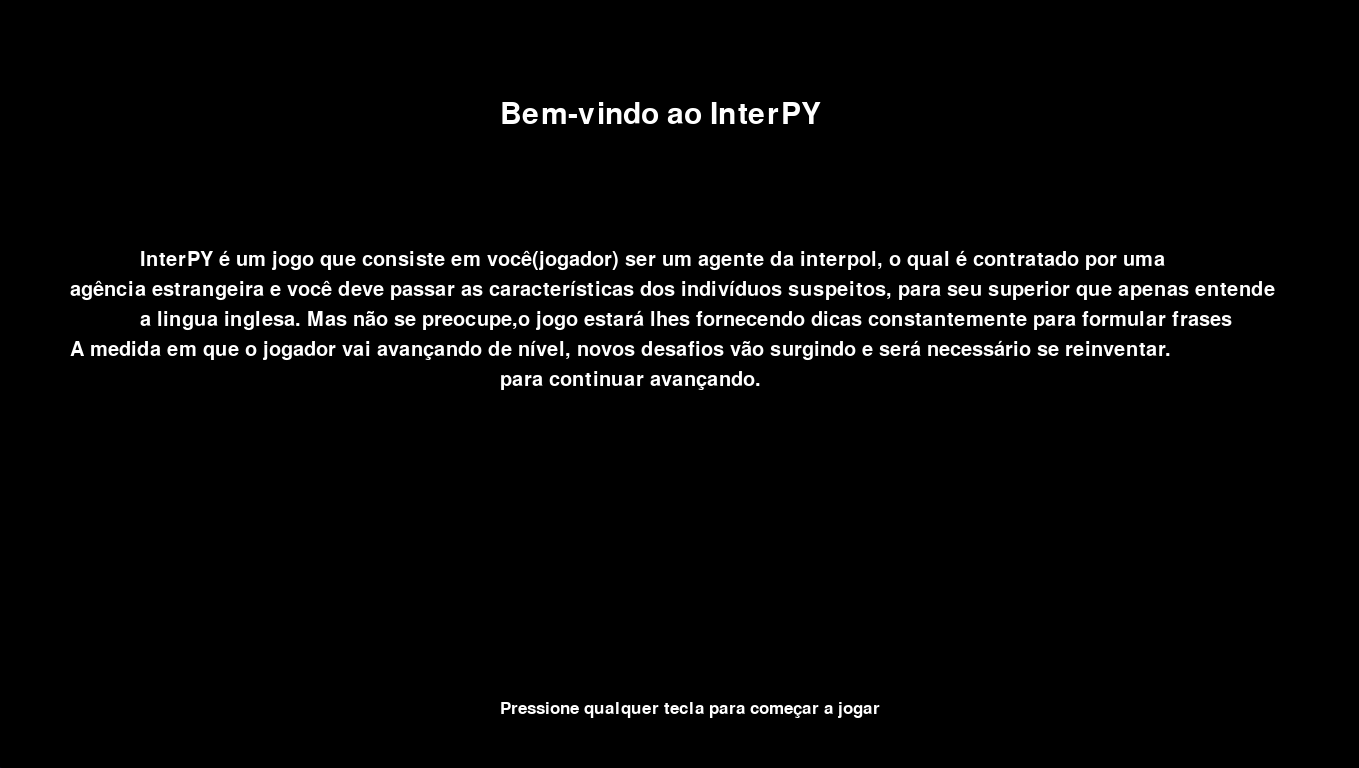 Bem-vindo ao InterPY
InterPY é um jogo que consiste em você(jogador) ser um agente da interpol, o qual é contratado por uma
agência estrangeira e você deve passar as características dos indivíduos suspeitos, para seu superior que apenas entende
a lingua inglesa. Mas não se preocupe,o jogo estará lhes fornecendo dicas constantemente para formular frases
A medida em que o jogador vai avançando de nível, novos desafios vão surgindo e será necessário se reinventar.
para continuar avançando.
Pressione qualquer tecla para começar a jogar